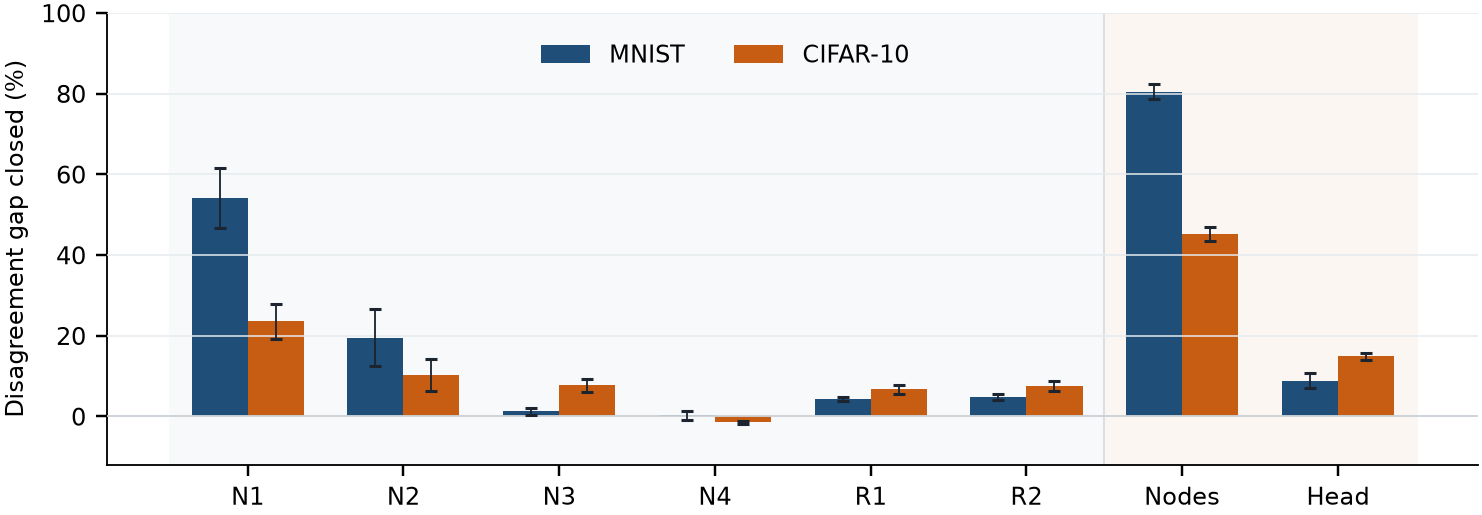 Disagreement gap closed (%)
100
80
60
40
20
0
MNIST
CIFAR-10
N1
N2
N3
N4
R1
R2
Nodes
Head